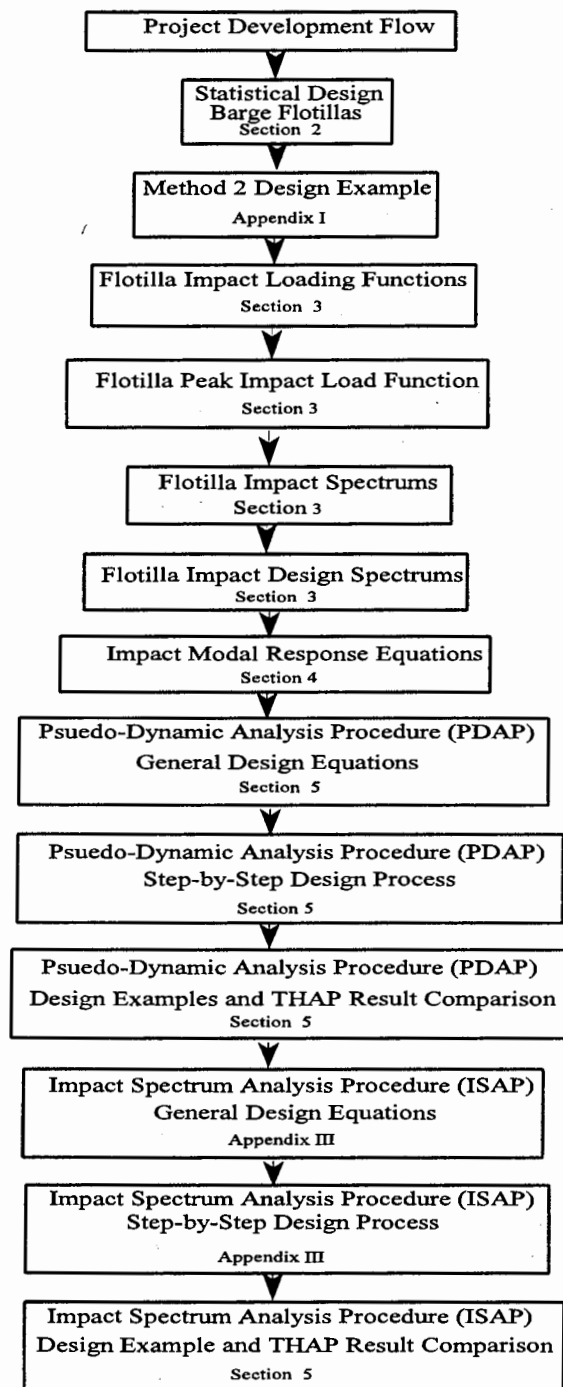 Project Development Flow
Statistical Design
Barge Flotillas
Section 2
Method 2 Design Example
Appendix I
Flotilla Impact Loading Functions
Section 3
Flotilla Peak Impact Load Function
Section 3
Flotilla Impact Spectrums
Section 3
Flotilla Impact Design Spectrums
Section 3
Impact Modal Response Equations
Section 4
Psuedo-Dynamic Analysis Procedure (PDAP)
General Design Equations
Section 5
Psuedo-Dynamic Analysis Procedure (PDAP)
Step-by-Step Design Process
Section 5
Psuedo-Dynamic Analysis Procedure (PDAP)
Design Examples and THAP Result Comparison
Section 5
Impact Spectrum Analysis Procedure (ISAP)
General Design Equations
Appendix III
Impact Spectrum Analysis Procedure (ISAP)
Step-by-Step Design Process
Appendix III
Impact Spectrum Analysis Procedure (ISAP)
Design Example and THAP Result Comparison
Section 5